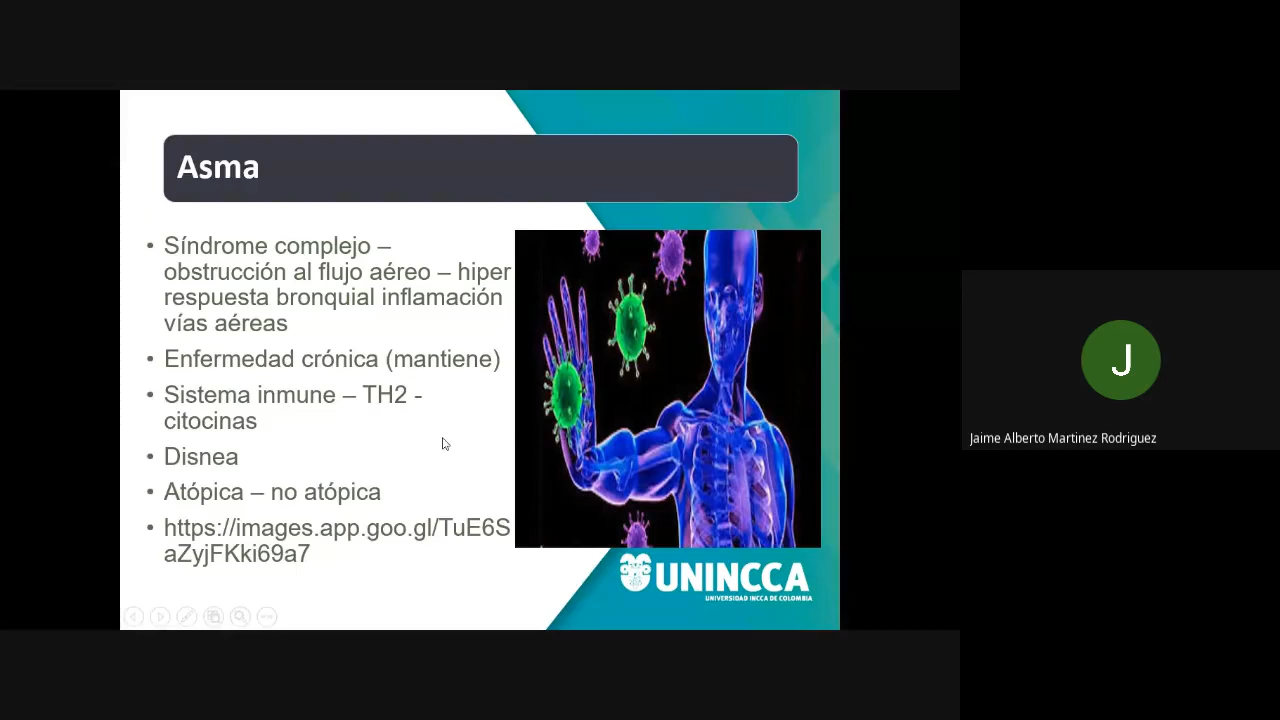 Asma
• Síndrome complejo –
obstrucción al flujo aéreo – hiper
respuesta bronquial inflamación
vías aéreas
• Enfermedad crónica (mantiene)
• Sistema inmune – TH2 -
citocinas
• Disnea
• Atópica – no atópica
• https://images.app.goo.gl/TuE6S
aZyjFKki69a7
UNINCCA
UNIVERSIDAD INCCA DE COLOMBIA
J
Jaime Alberto Martinez Rodriguez